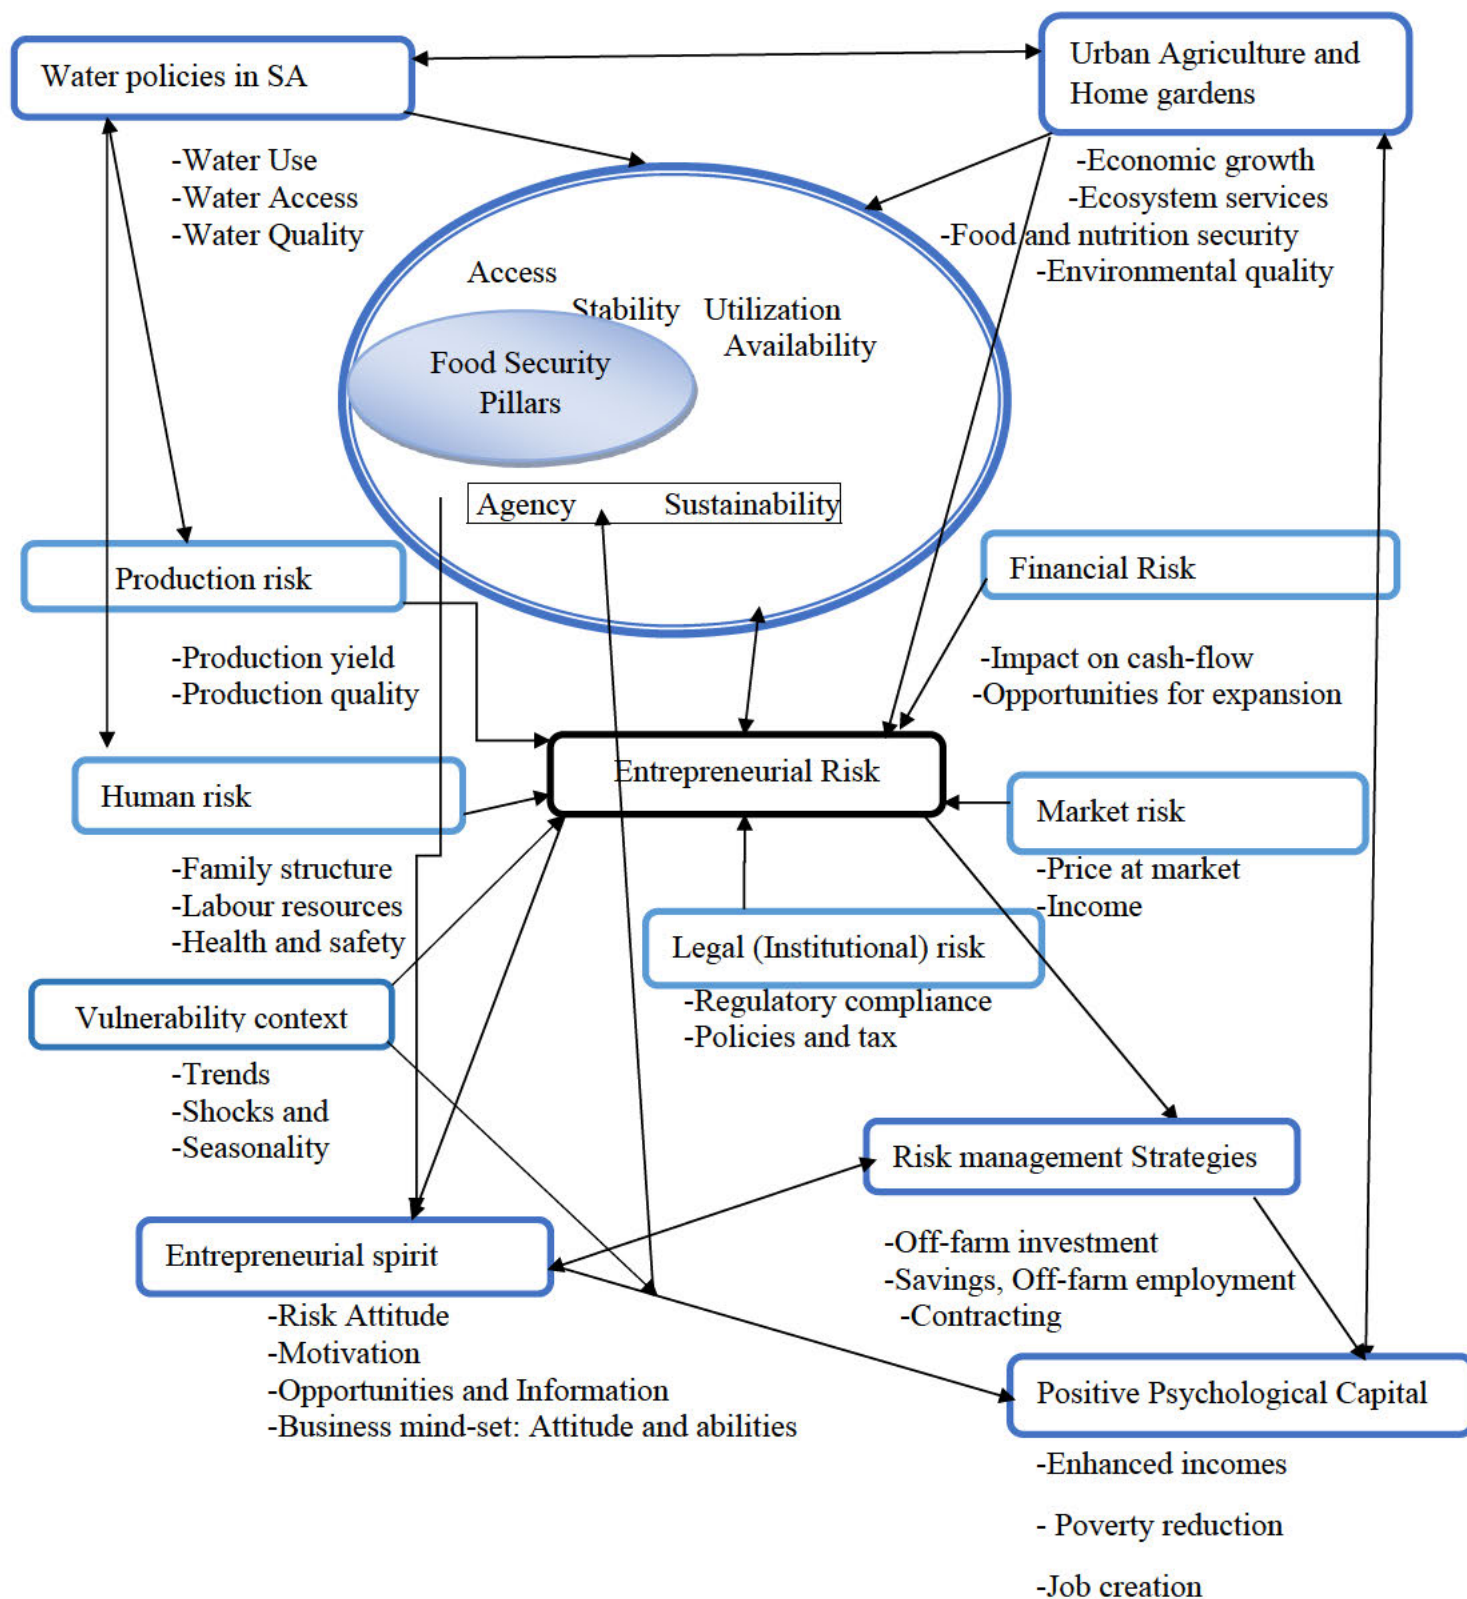 Water policies in SA
Urban Agriculture and
Home gardens
-Water Use
-Water Access
-Water Quality
-Economic growth
-Ecosystem services
-Food and nutrition security
-Environmental quality
Access
Stability Utilization
Availability
Food Security
Pillars
Agency Sustainability
Production risk
-Production yield
-Production quality
Financial Risk
-Impact on cash-flow
-Opportunities for expansion
Entrepreneurial Risk
Human risk
-Family structure
-Labour resources
-Health and safety
Market risk
-Price at market
-Income
Legal (Institutional) risk
-Regulatory compliance
-Policies and tax
Vulnerability context
-Trends
-Shocks and
-Seasonality
Risk management Strategies
-Off-farm investment
-Savings, Off-farm employment
-Contracting
Entrepreneurial spirit
-Risk Attitude
-Motivation
-Opportunities and Information
-Business mind-set: Attitude and abilities
Positive Psychological Capital
-Enhanced incomes
- Poverty reduction
-Job creation